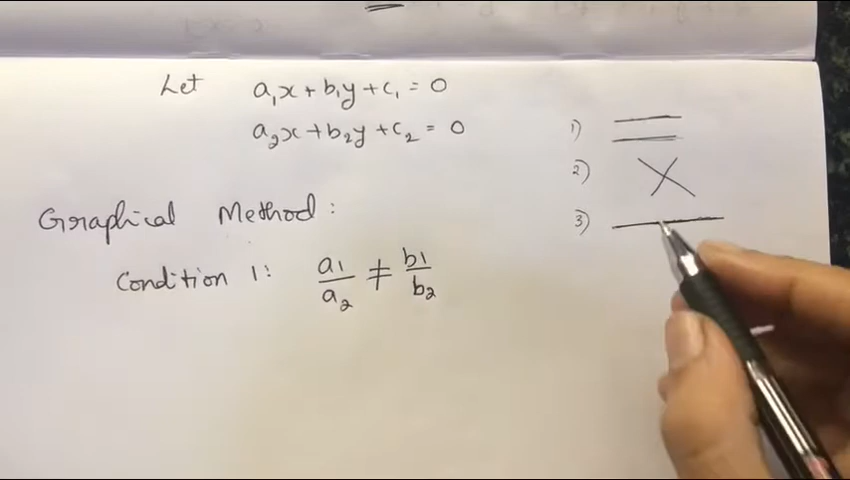 Let a₁x + b₁y + c₁ = 0
a₂x + b₂y + c₂ = 0
1)
2)
3)
Graphical Method :
Condition 1: a₁/a₂ ≠ b₁/b₂